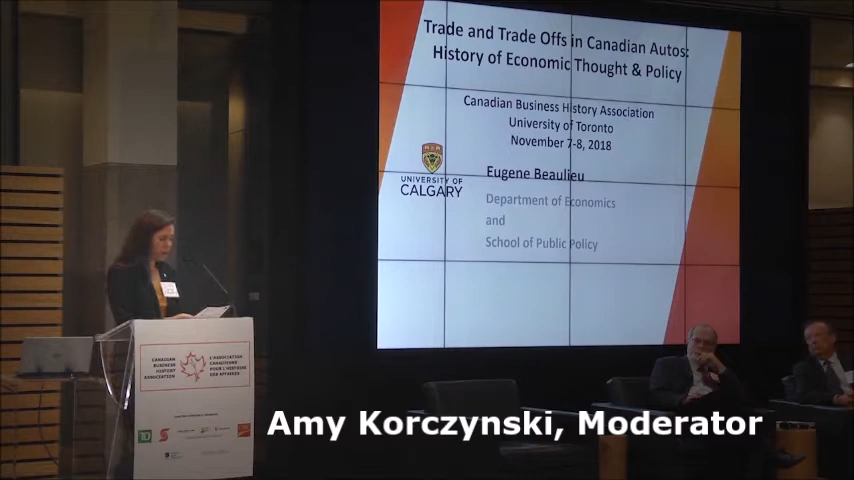 Trade and Trade Offs in Canadian Autos:
History of Economic Thought & Policy
Canadian Business History Association
University of Toronto
November 7-8, 2018
UNIVERSITY OF
CALGARY
Eugene Beaulieu
Department of Economics
and
School of Public Policy
CANADIAN
BUSINESS
HISTORY
ASSOCIATION
L'ASSOCIATION
CANADIENNE
POUR L'HISTOIRE
DES AFFAIRES
TD
Amy Korczynski, Moderator